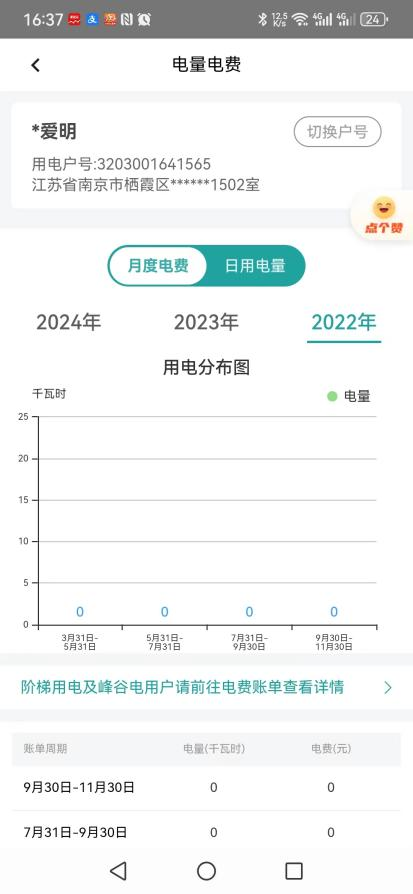 16:37
12.5 K/s 4G 4G 24
电量电费
*爱明
切换户号
用电户号:3203001641565
江苏省南京市栖霞区******1502室
点个赞
月度电费 日用电量
2024年 2023年 2022年
用电分布图
千瓦时 电量
25
20
15
10
5
0 0 0 0
0
3月31日- 5月31日- 7月31日- 9月30日-
5月31日 7月31日 9月30日 11月30日
阶梯用电及峰谷电用户请前往电费账单查看详情
账单周期 电量(千瓦时) 电费(元)
9月30日-11月30日 0 0
7月31日-9月30日 0 0